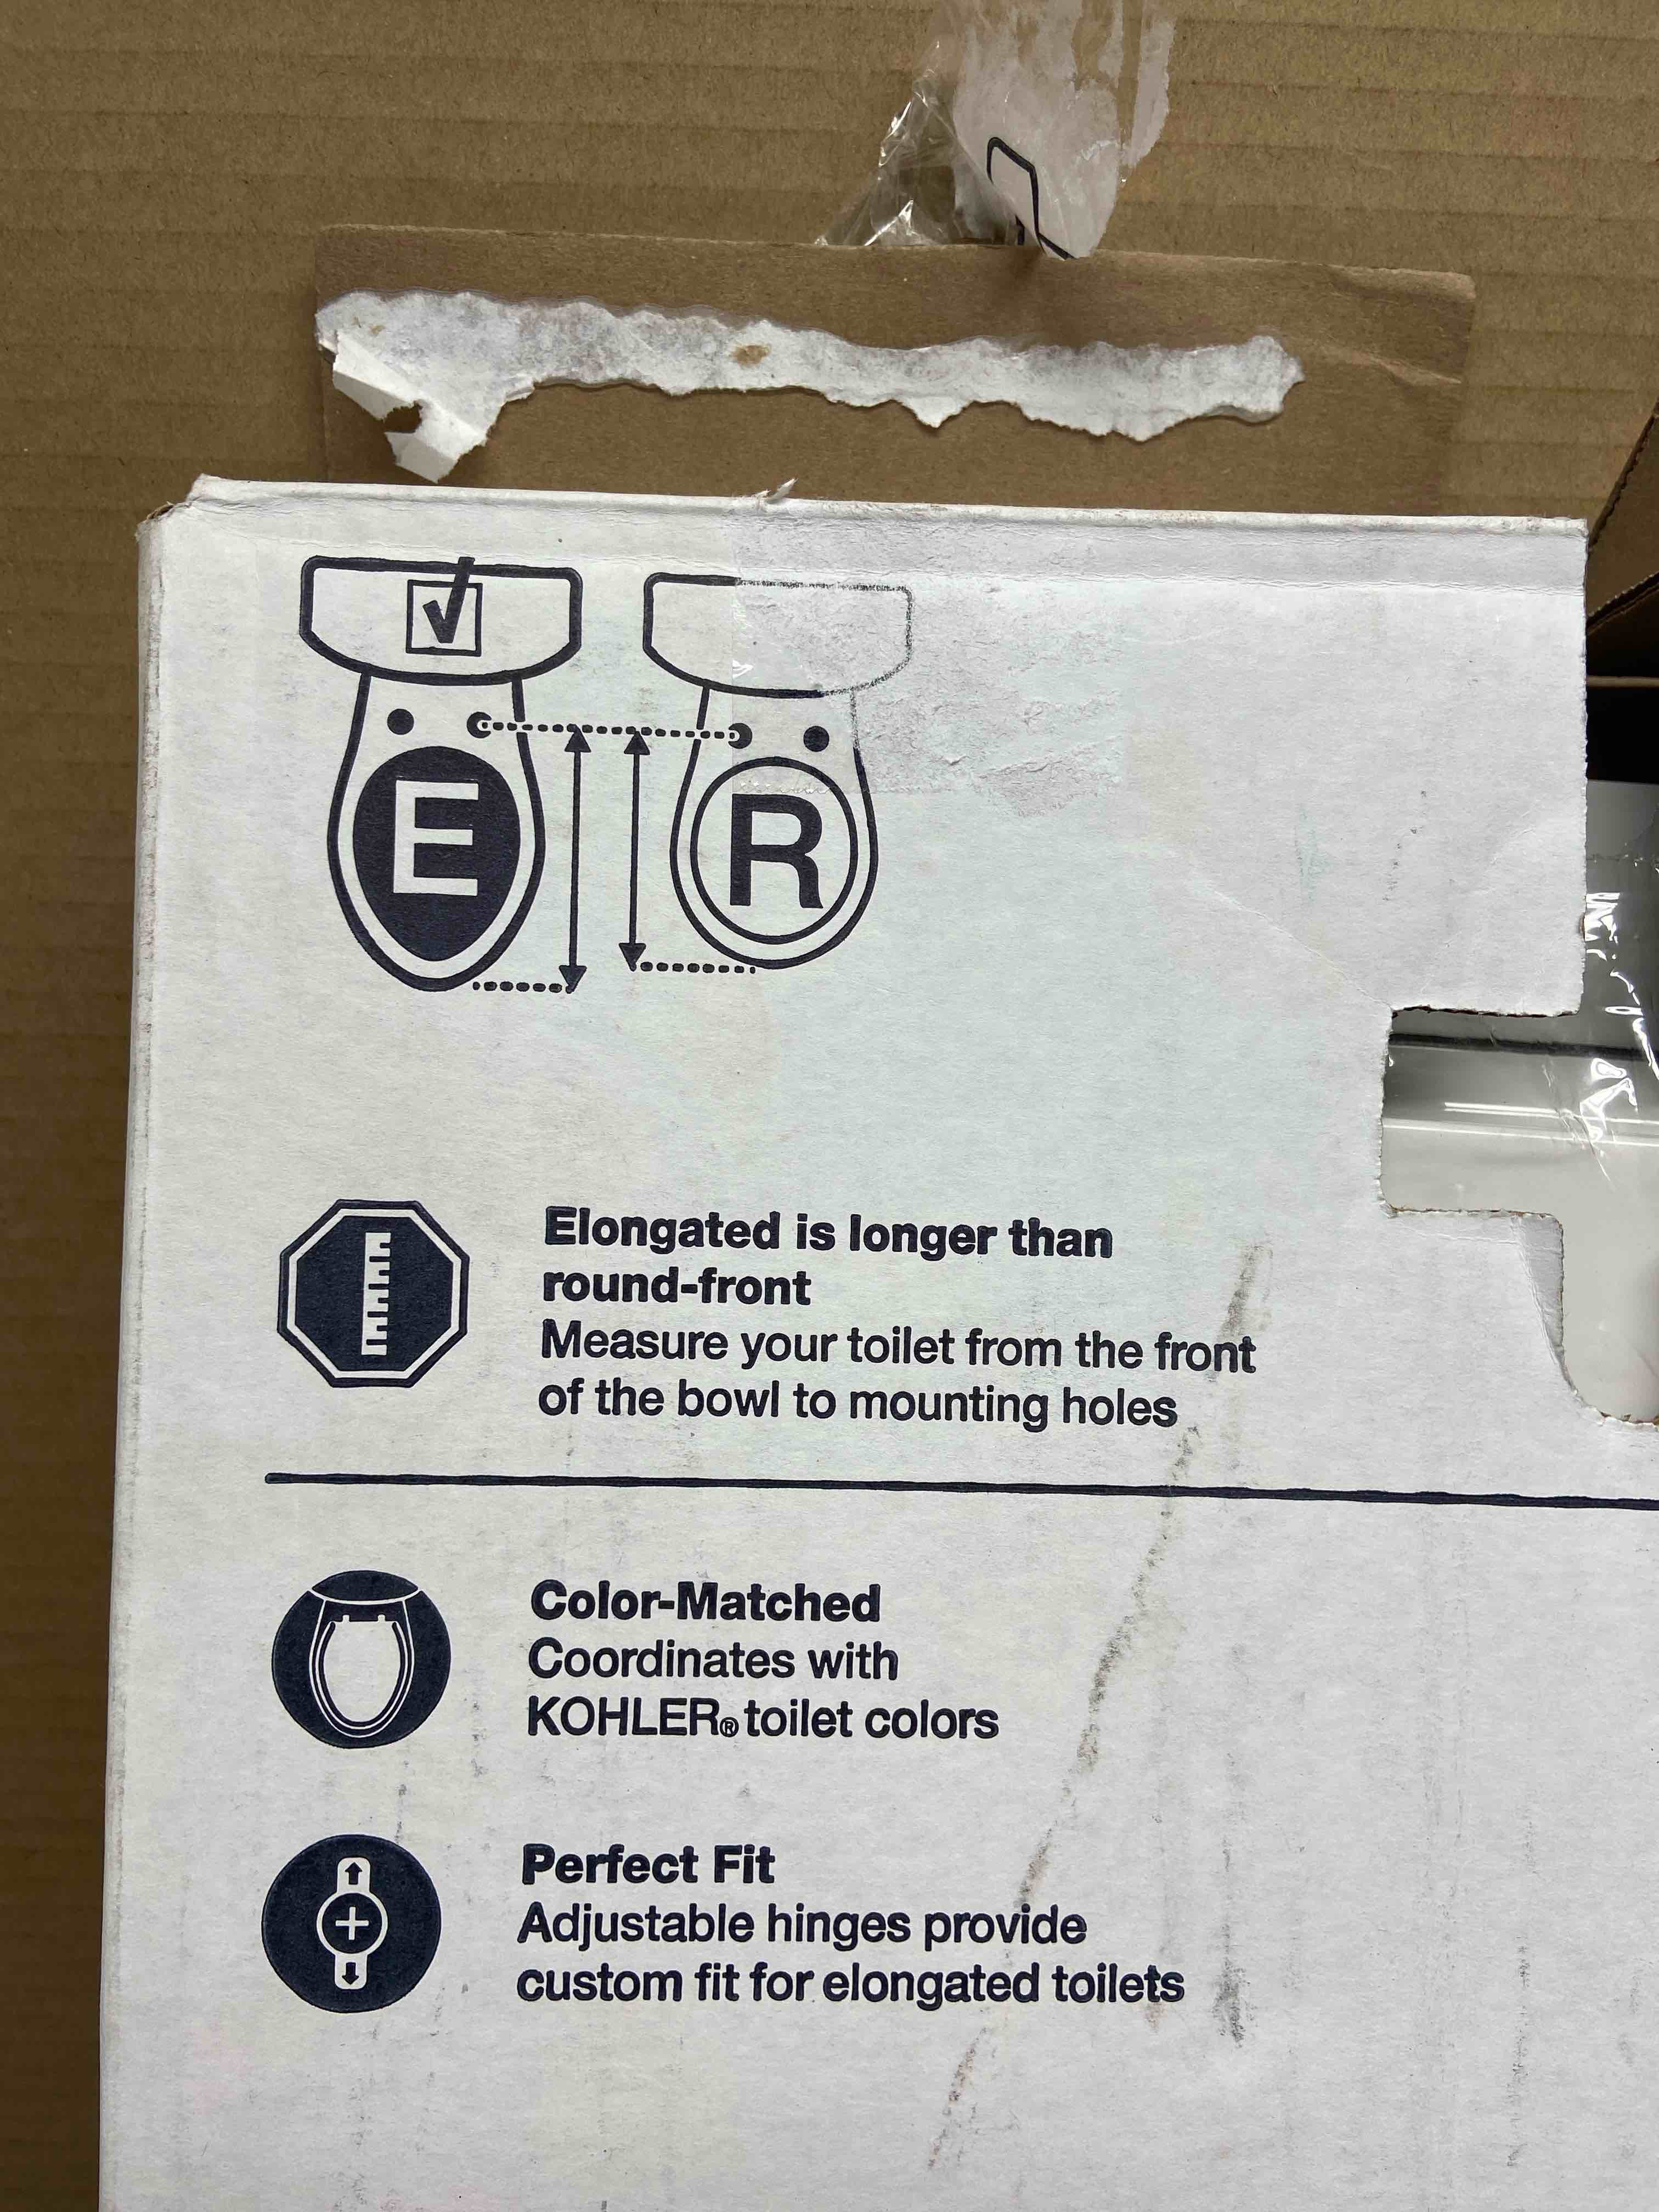 E R
Elongated is longer than
round-front
Measure your toilet from the front
of the bowl to mounting holes
Color-Matched
Coordinates with
KOHLER® toilet colors
Perfect Fit
Adjustable hinges provide
custom fit for elongated toilets